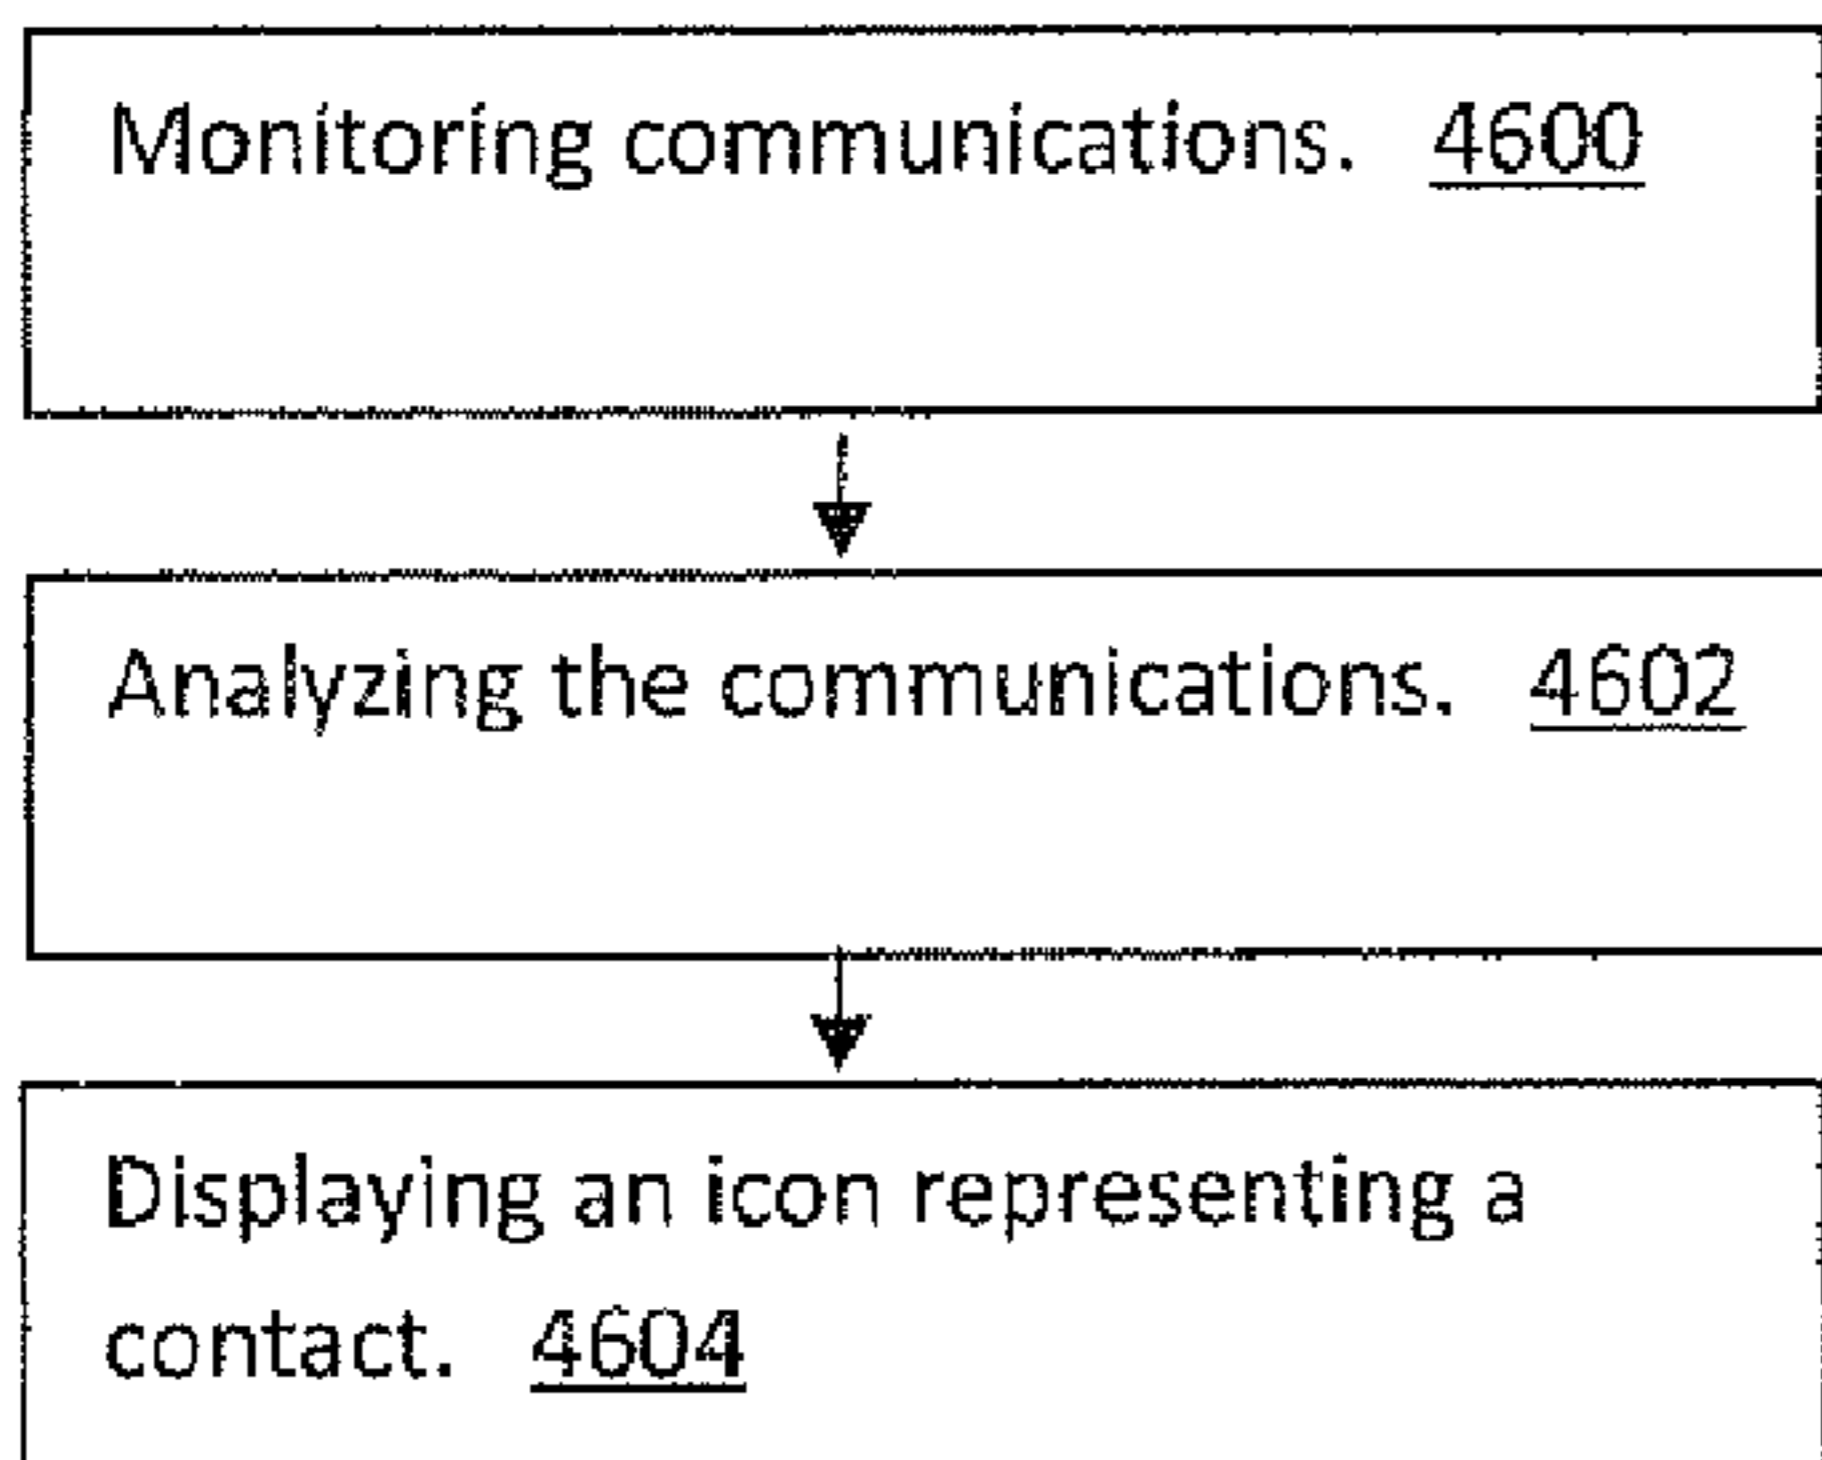 Monitoring communications. 4600
Analyzing the communications. 4602
Displaying an icon representing a
contact. 4604